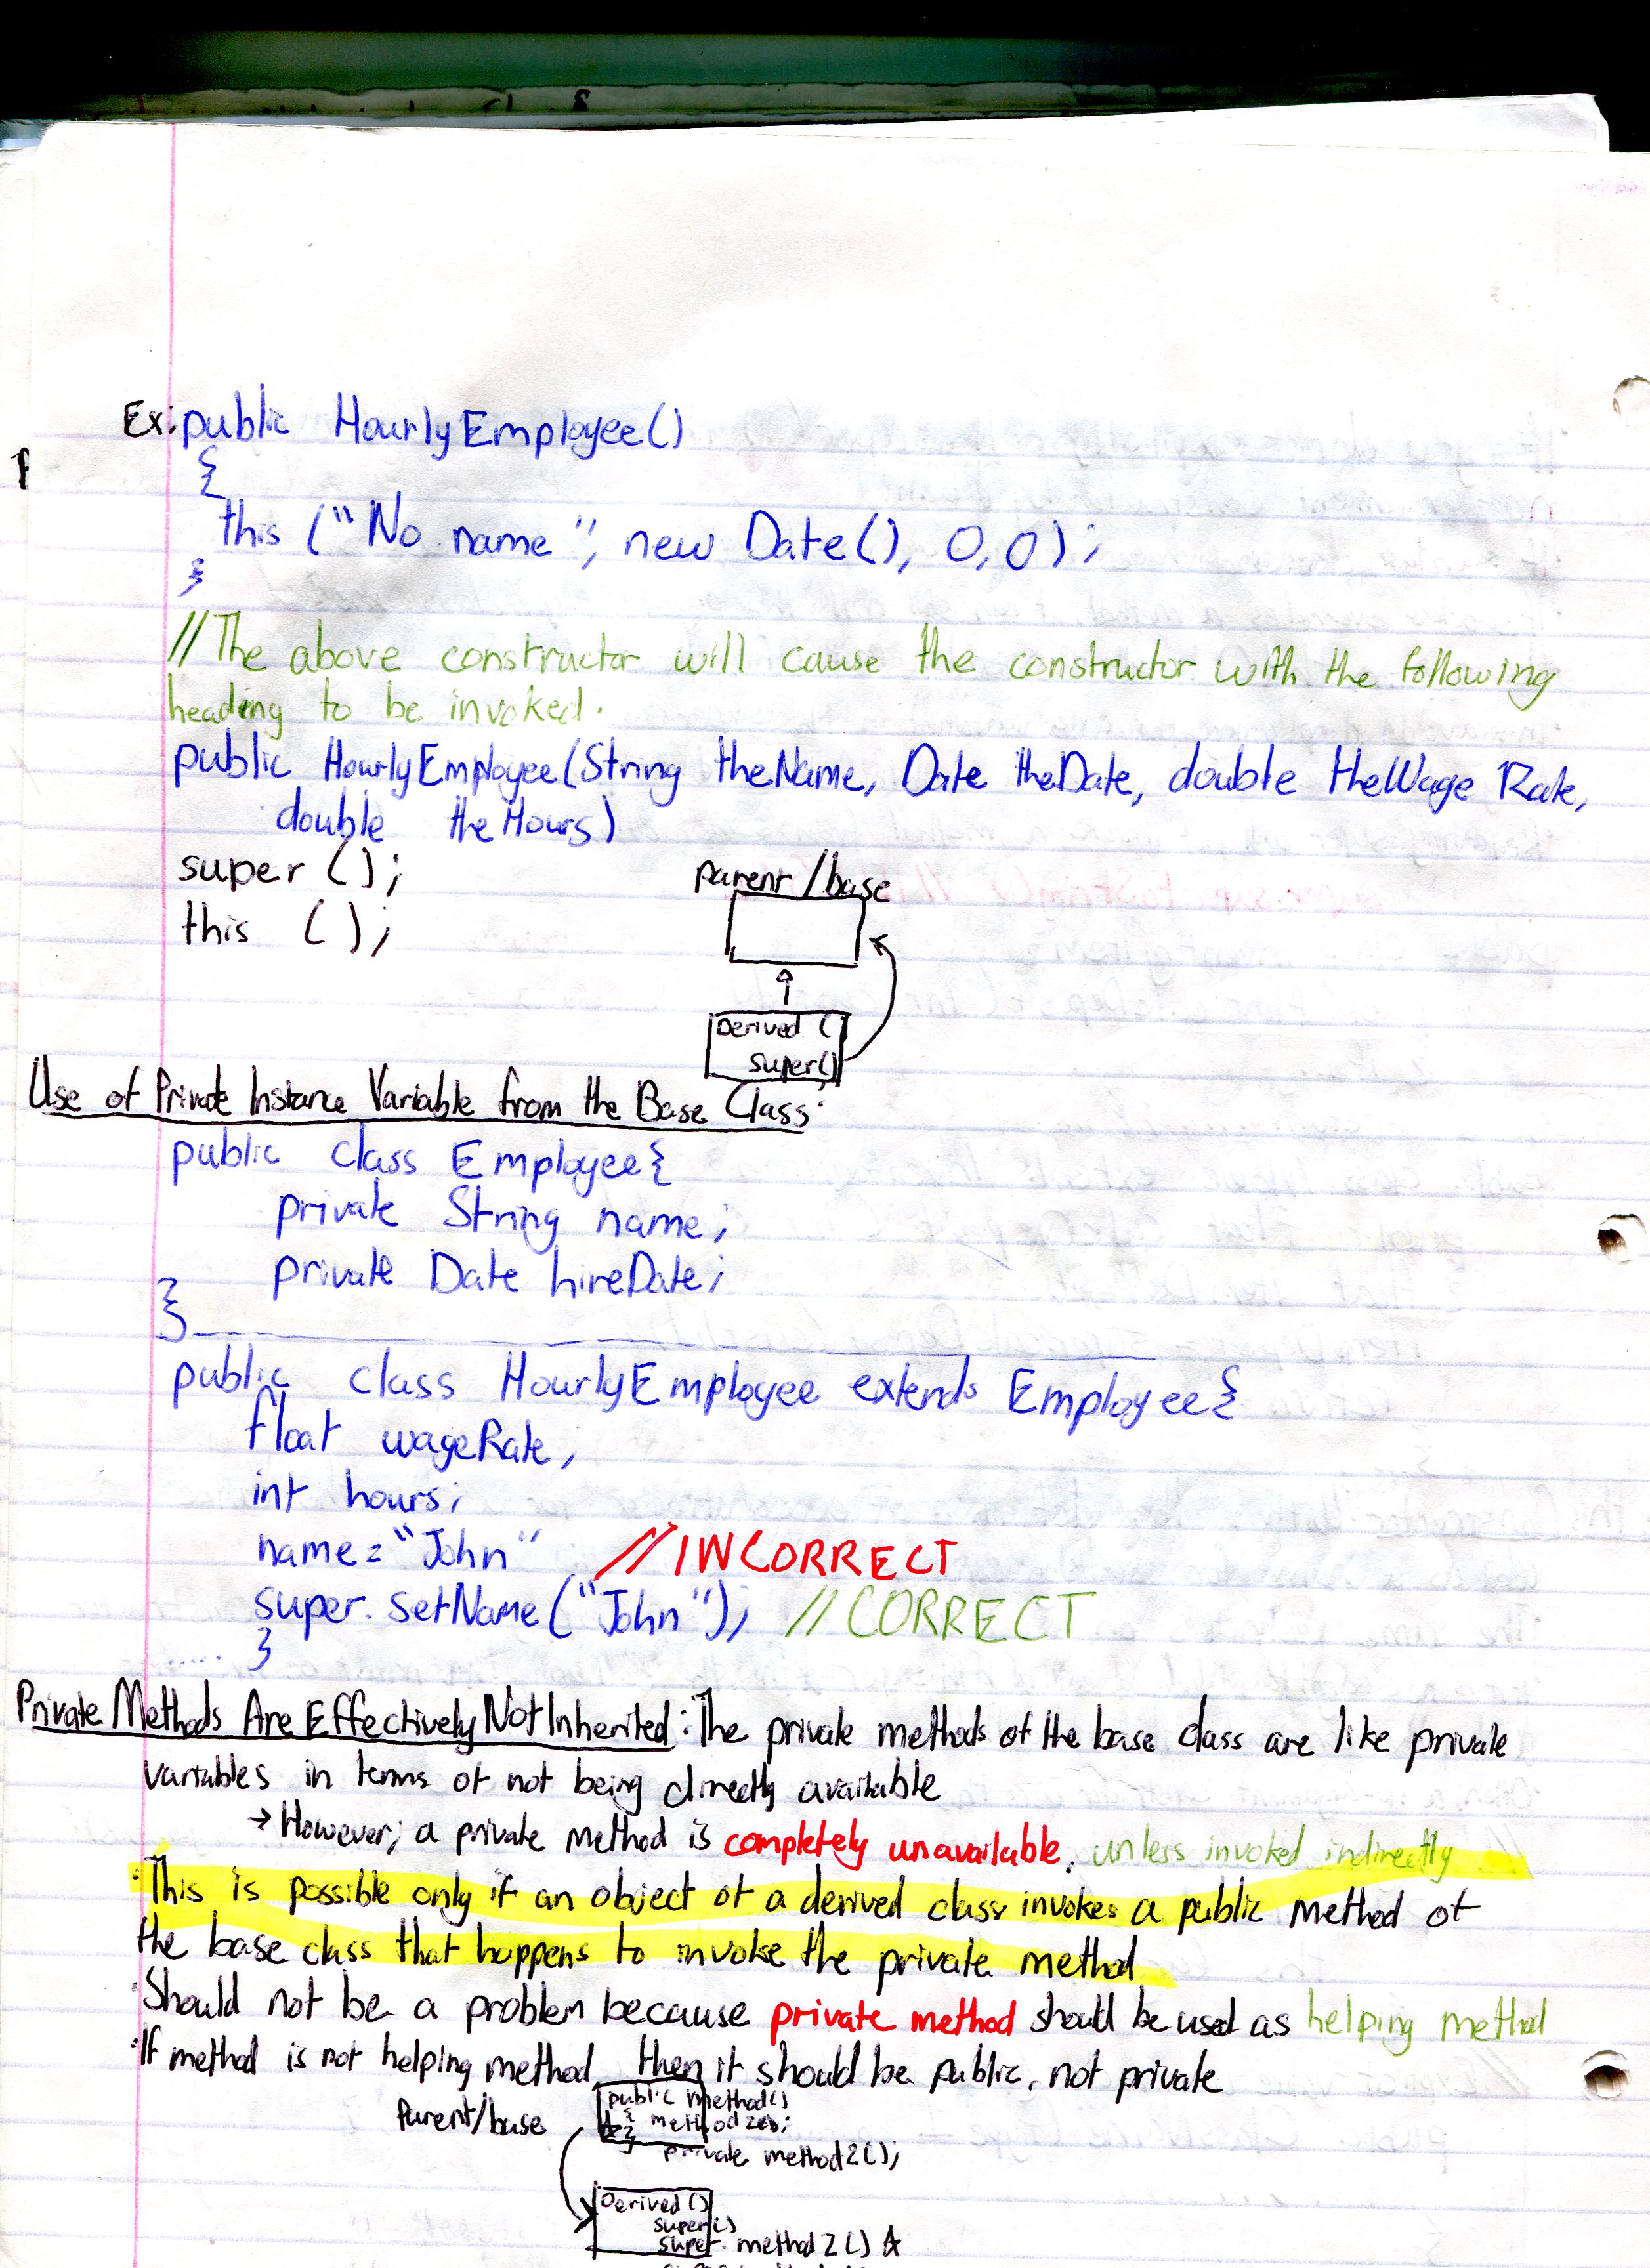 Ex: public HourlyEmployee()
{
this ("No name", new Date(), 0,0);
}
//The above constructor will cause the constructor with the following
heading to be invoked.
public HourlyEmployee(String theName, Date theDate, double theWage Rate,
double theHours)
super ();
this ();
parent/base
Derived ()
super()
Use of Private Instance Variable from the Base Class:
public class Employee{
private String name;
private Date hireDate;
}
public class HourlyEmployee extends Employee{
float wageRate,
int hours;
name="John" //INCORRECT
super.setName("John"); //CORRECT
}
Private Methods Are Effectively Not Inherited: The private methods of the base class are like private
variables in terms of not being directly available
→ However; a private method is completely unavailable, unless invoked indirectly
·This is possible only if an object of a derived class invokes a public method of
the base class that happens to invoke the private method
·Should not be a problem because private method should be used as helping method
·If method is not helping method then it should be public, not private
Parent/base
public method()
{ method2();
}
private method2();
Derived ()
super()
super. method2() ☆